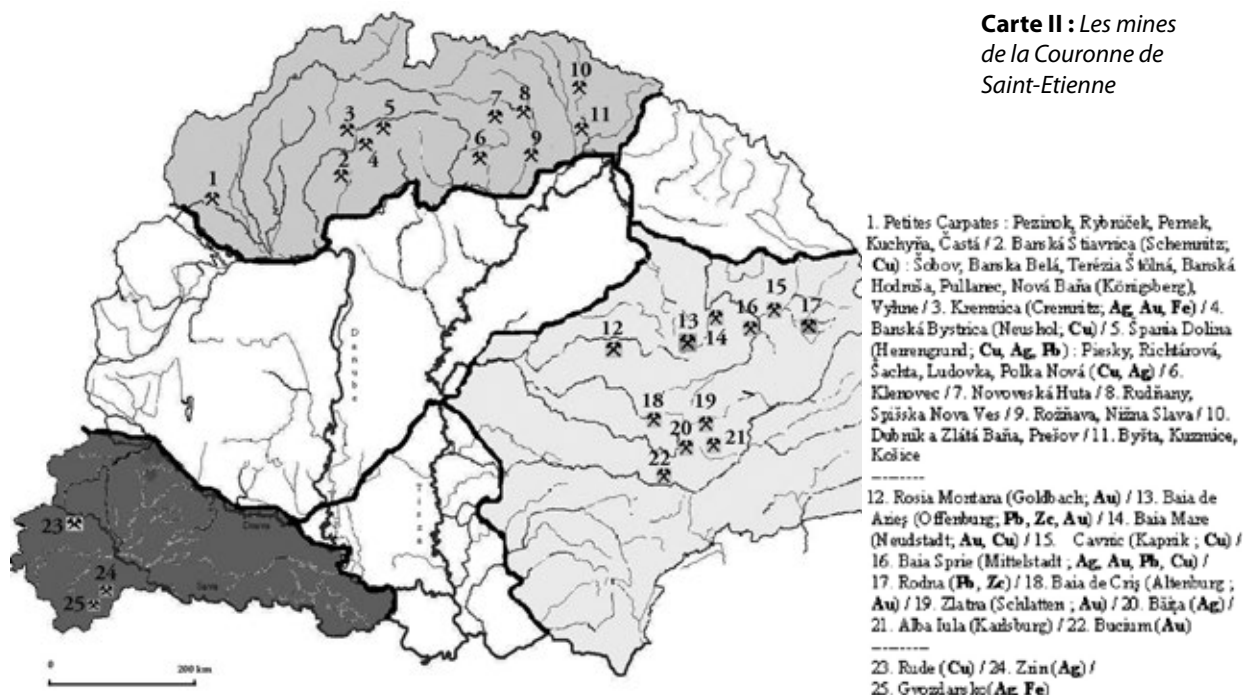 Carte II : Les mines
de la Couronne de
Saint-Etienne
10
7 8
3 5 11
4 6 9
2
1
Danube
15
12 13 14 16 17
18 19
20 21
22
Tisza
23
24
25
Sava
0 200 km
1. Petites Carpates : Pezinok, Rybniček, Pernek,
Kuchyňa, Častá / 2. Banská Štiavnica (Schemnitz;
Cu) : Šobov, Banska Belá, Terézia Štôlná, Banská
Hodruša, Pullanec, Nová Baňa (Königsberg),
Vyhne / 3. Kremnica (Cremnitz; Ag, Au, Fe) / 4.
Banská Bystrica (Neushol; Cu) / 5. Špania Dolina
(Herrengrund; Cu, Ag, Pb) : Piesky, Richtárová,
Šachta, Ludovka, Polka Nová (Cu, Ag) / 6.
Klenovec / 7. Novoveská Huta / 8. Rudňany,
Spišska Nova Ves / 9. Rožňava, Nižna Slava / 10.
Dubnik a Zlátá Baňa, Prešov / 11. Byšta, Kuzmice,
Košice
---------
12. Rosia Montana (Goldbach; Au) / 13. Baia de
Arieș (Offenburg; Pb, Zc, Au) / 14. Baia Mare
(Neudstadt; Au, Cu) / 15. Cavnic (Kapnik ; Cu) /
16. Baia Sprie (Mittelstadt ; Ag, Au, Pb, Cu) /
17. Rodna (Pb, Zc) / 18. Baia de Criș (Altenburg ;
Au) / 19. Zlatna (Schlatten ; Au) / 20. Băița (Ag) /
21. Alba Iula (Karlsburg) / 22. Bucium (Au)
---------
23. Rude (Cu) / 24. Zrin (Ag) /
25. Gvozdansko (Ag, Fe)